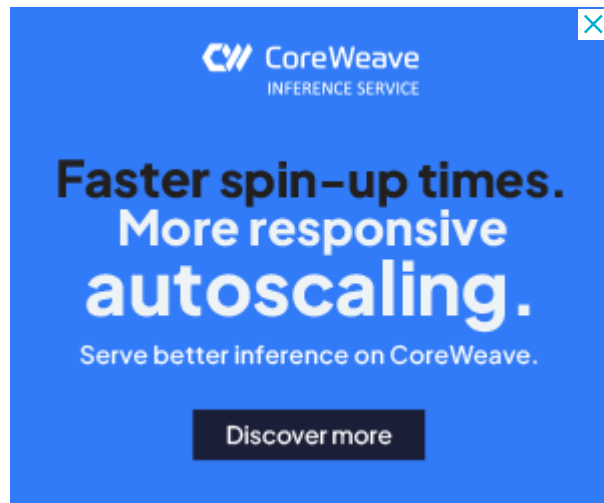 CoreWeave
INFERENCE SERVICE
Faster spin-up times.
More responsive
autoscaling.
Serve better inference on CoreWeave.
Discover more